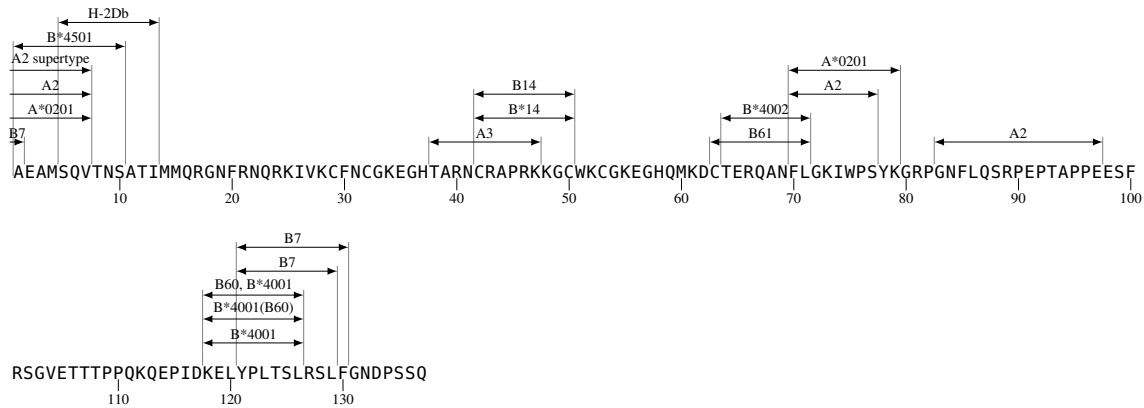 H-2Db
B*4501
A2 supertype
A*0201
A2
B14
A2
A*0201
B*14
B*4002
B7
A3
B61
A2
AEAMSQVTNSATIMMQRGNFRNQRKIVKCFNCGKEGHTARNCRAPRKKGCWKCGKEGHQMKDCTERQANFLGKIWPSYKGRPGNFLQSRPEPTAPPEESF
10 20 30 40 50 60 70 80 90 100
B7
B7
B60, B*4001
B*4001(B60)
B*4001
RSGVETTTPPQKQEPIDKELYPLTSLRSLFGNDPSSQ
110 120 130